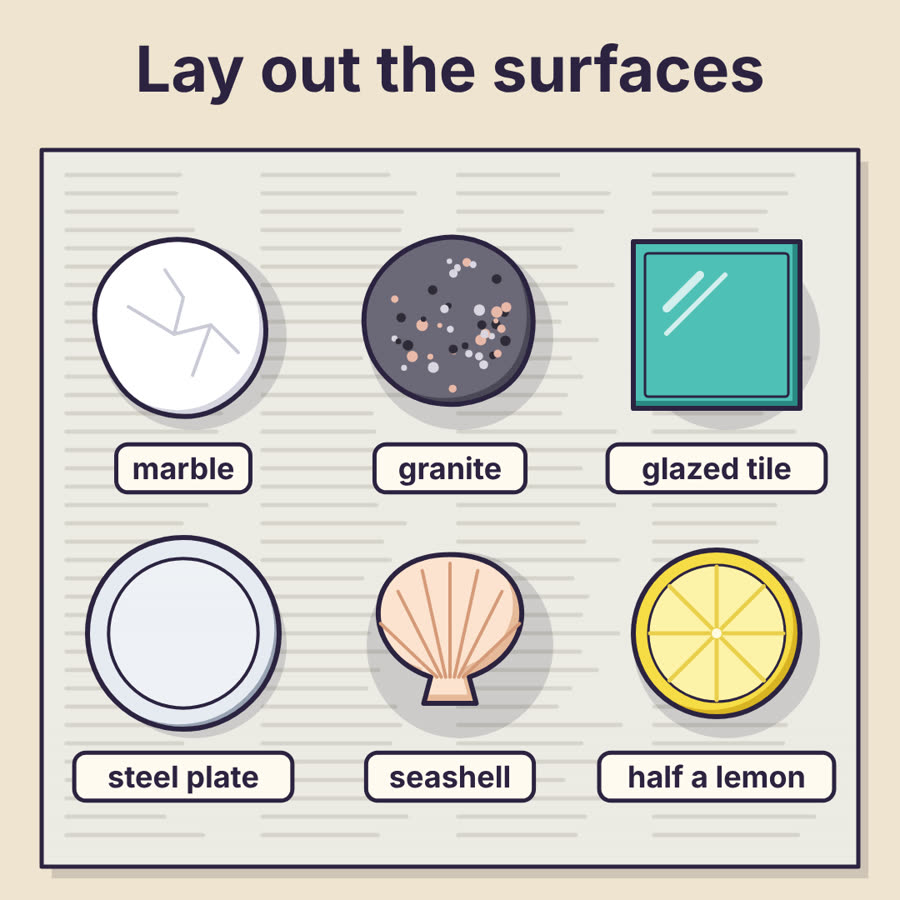 Lay out the surfaces
marble
granite
glazed tile
steel plate
seashell
half a lemon